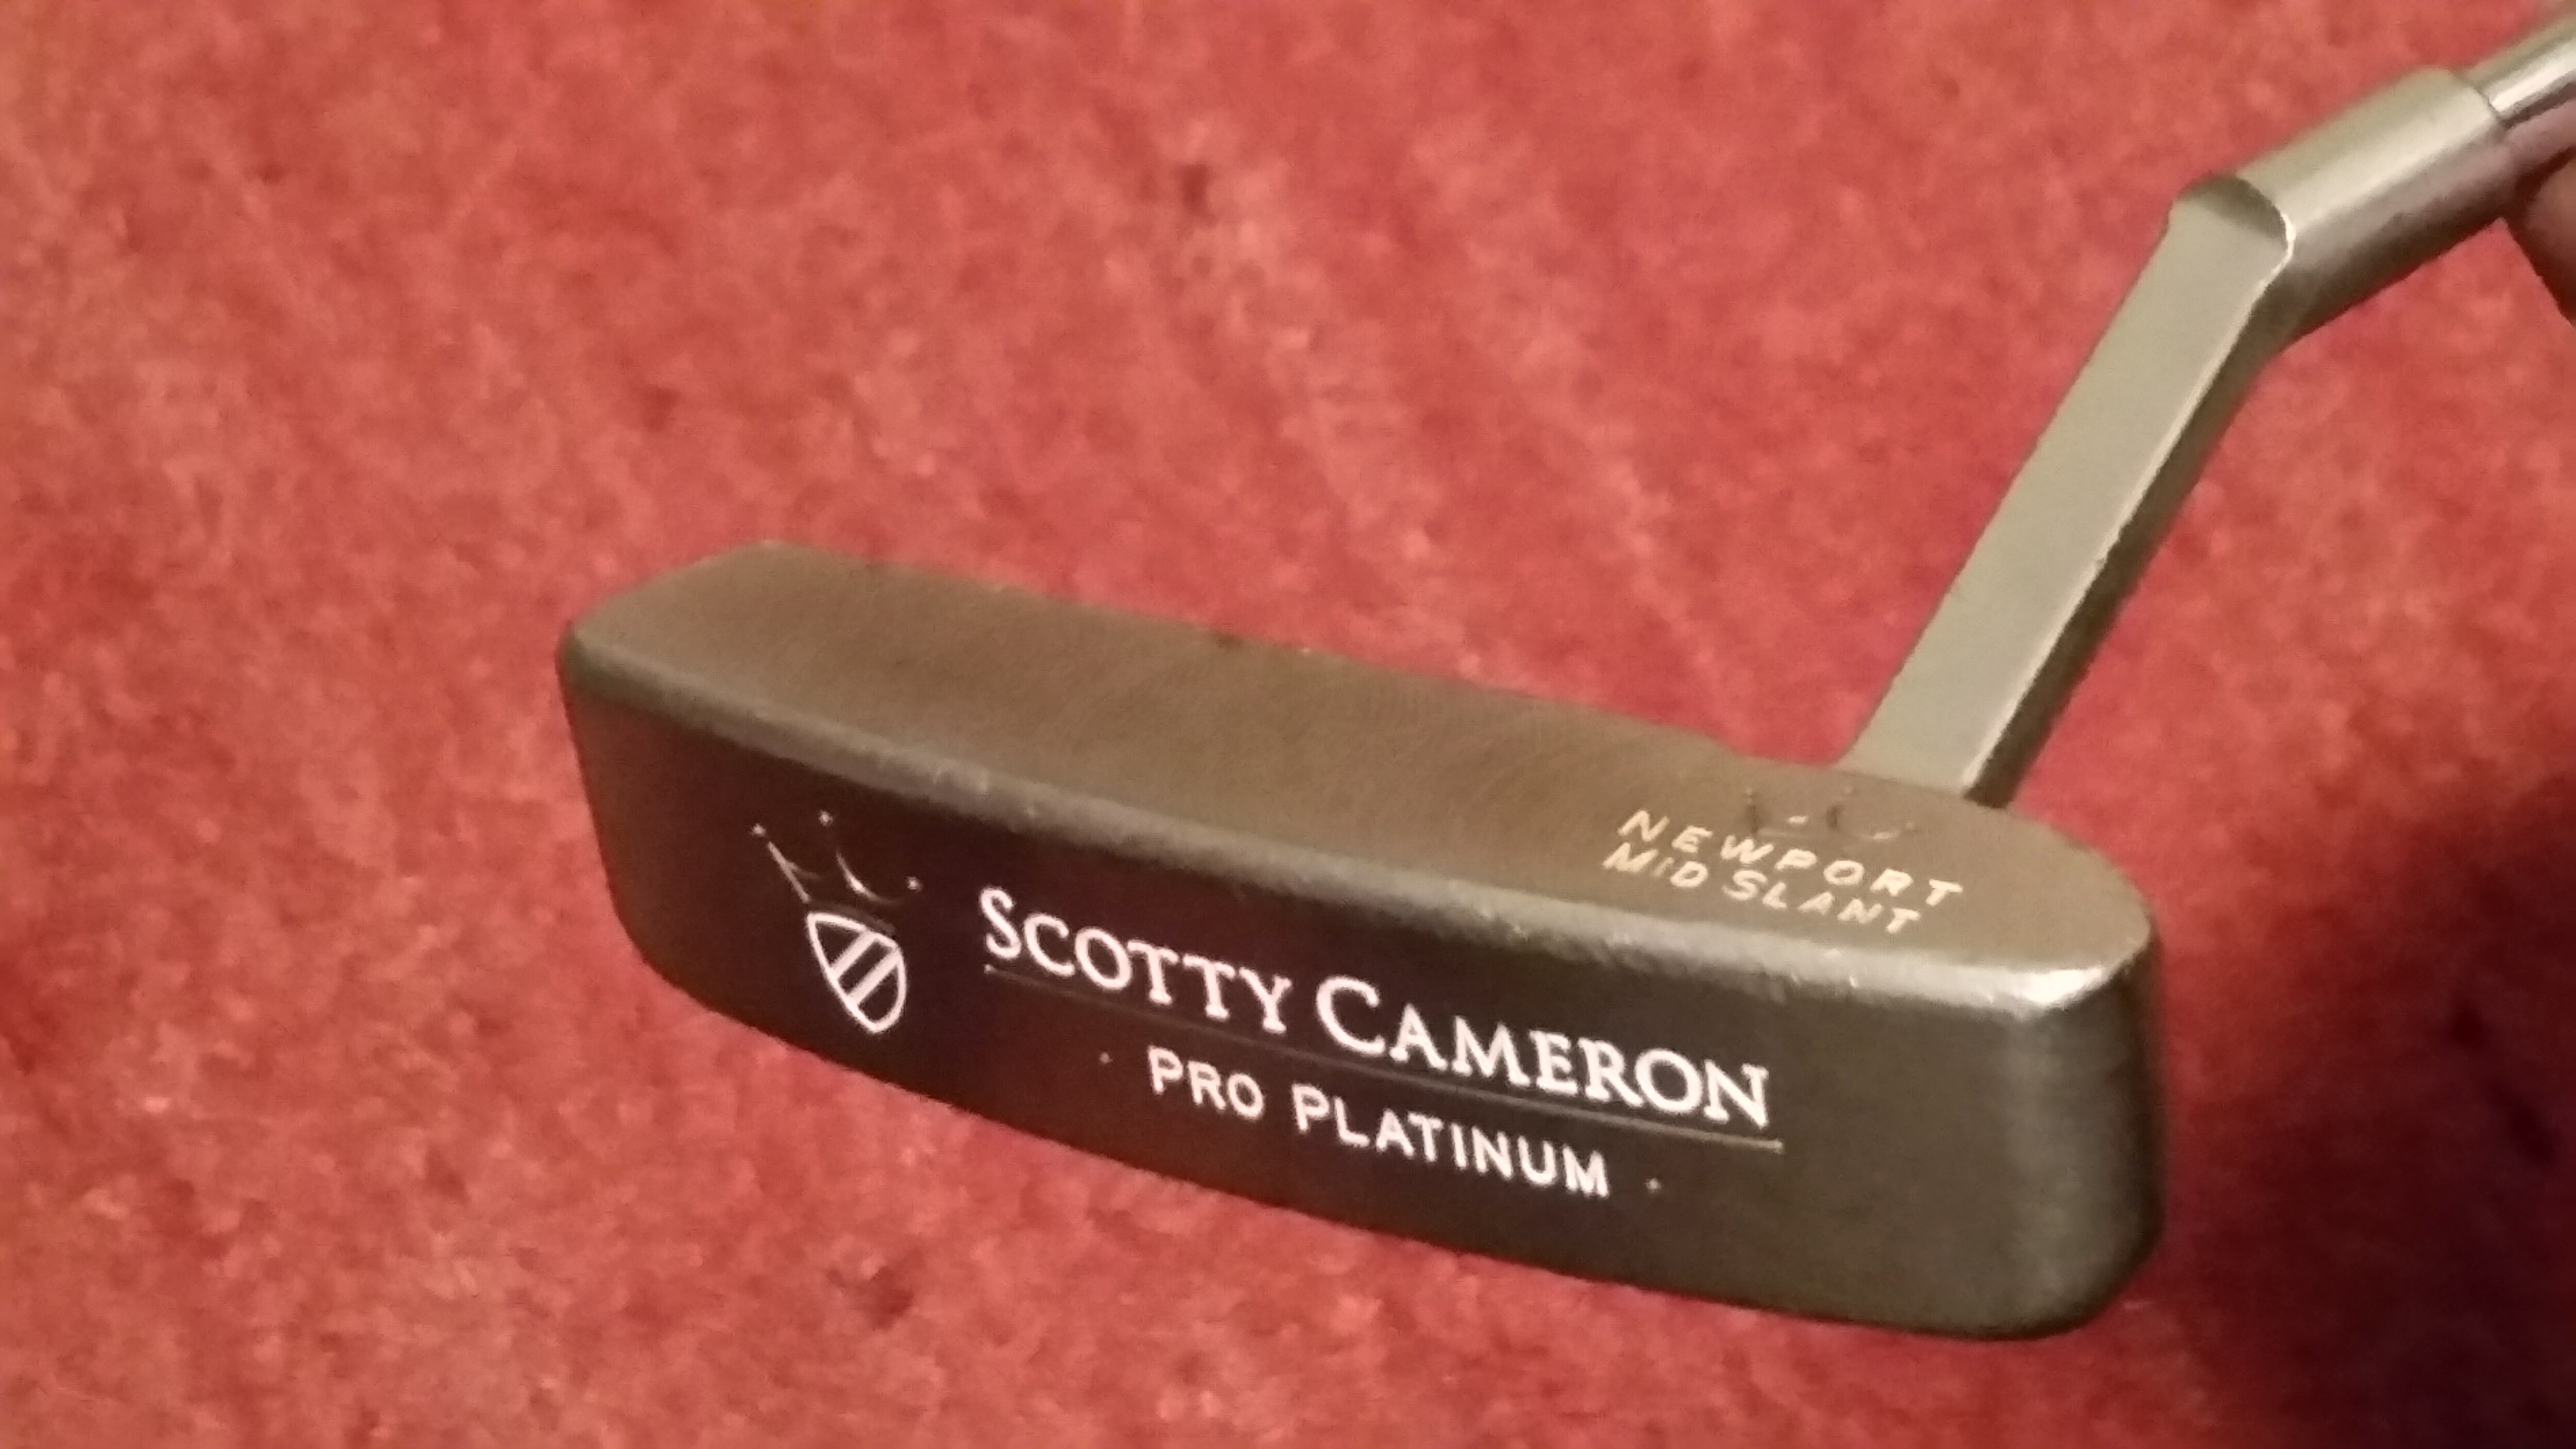 NEWPORT
MID SLANT
SCOTTY CAMERON
PRO PLATINUM